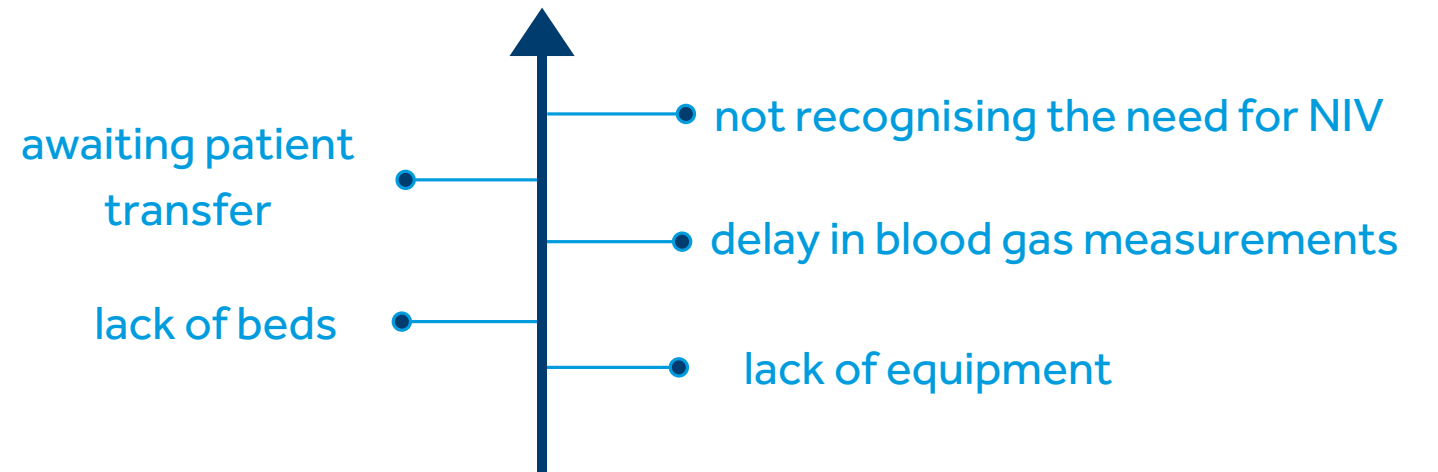 not recognising the need for NIV
awaiting patient
transfer
delay in blood gas measurements
lack of beds
lack of equipment